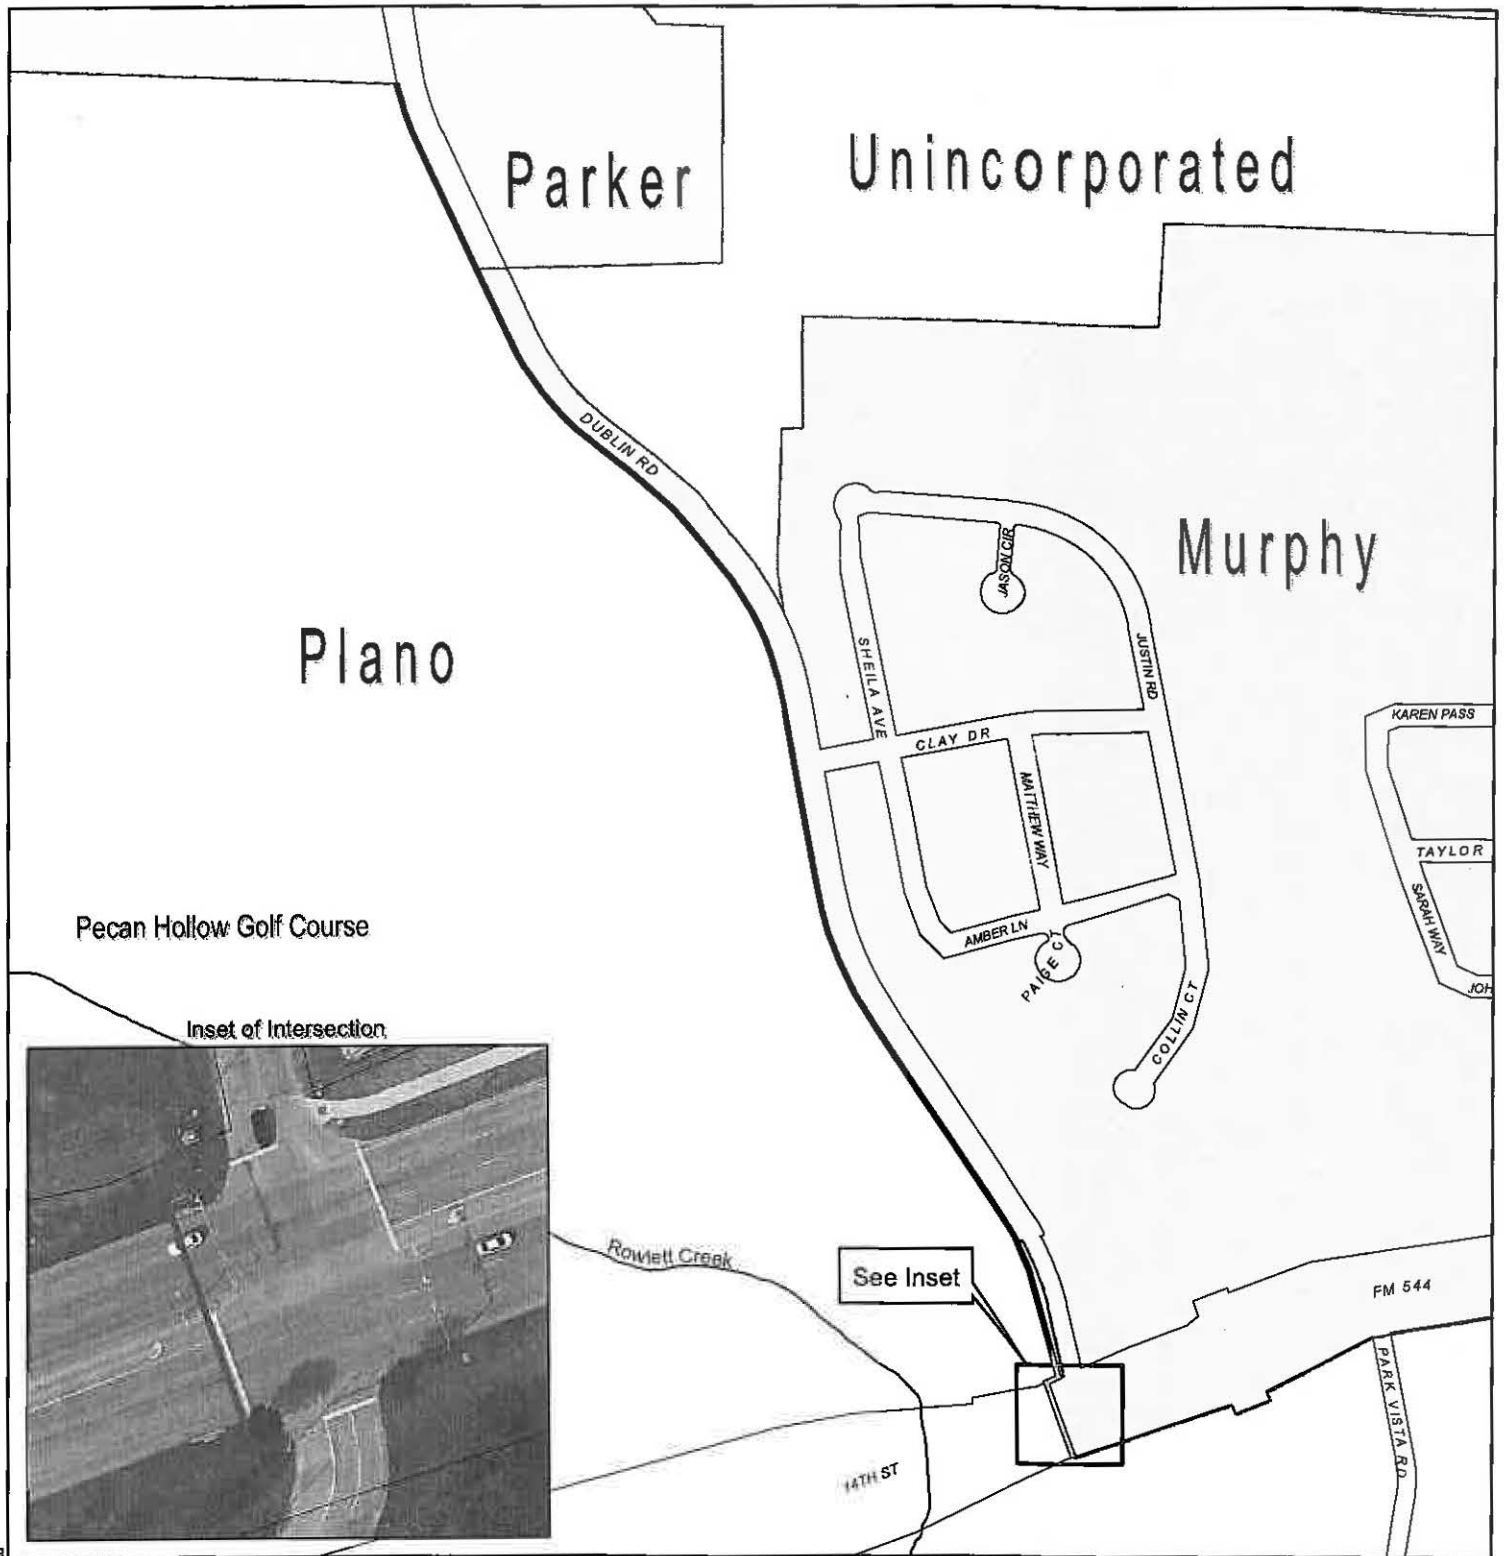 Parker
Unincorporated
DUBLIN RD
Murphy
JASON CIR
Plano
SHEILA AVE
JUSTIN RD
KAREN PASS
CLAY DR
MATTHEW WAY
TAYLOR
SARAH WAY
Pecan Hollow Golf Course
AMBER LN
PAIGE CT
JOH
COLLIN CT
Inset of Intersection
Rowlett Creek
See Inset
FM 544
PARK VISTA RD
14TH ST